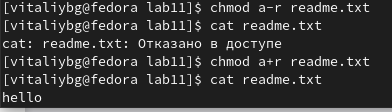 [vitaliybg@fedora lab11]$ chmod a-r readme.txt
[vitaliybg@fedora lab11]$ cat readme.txt
cat: readme.txt: Отказано в доступе
[vitaliybg@fedora lab11]$ chmod a+r readme.txt
[vitaliybg@fedora lab11]$ cat readme.txt
hello